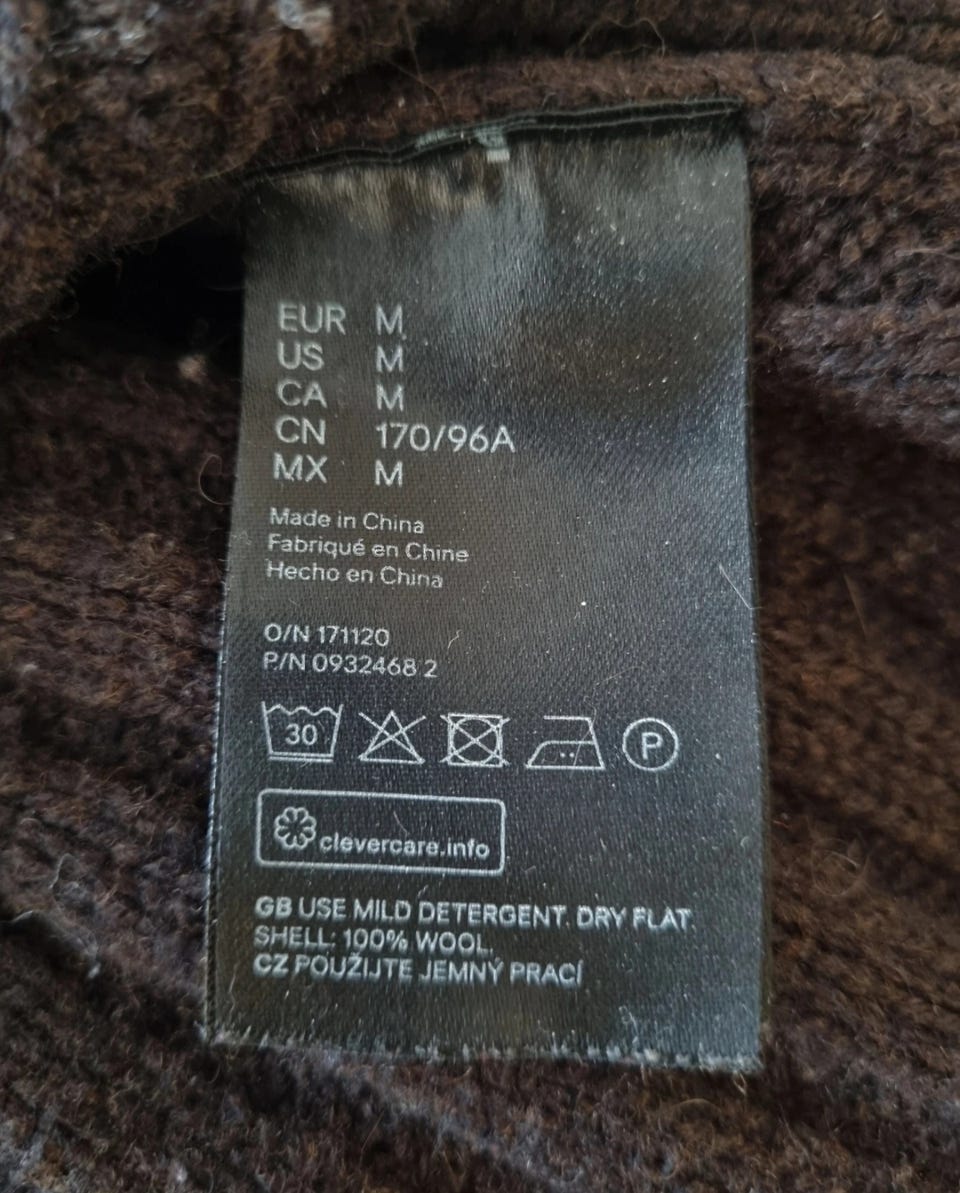 EUR M
US M
CA M
CN 170/96A
MX M
Made in China
Fabriqué en Chine
Hecho en China
O/N 171120
P/N 0932468 2
30 P
clevercare.info
GB USE MILD DETERGENT. DRY FLAT.
SHELL: 100% WOOL.
CZ POUŽIJTE JEMNÝ PRACÍ